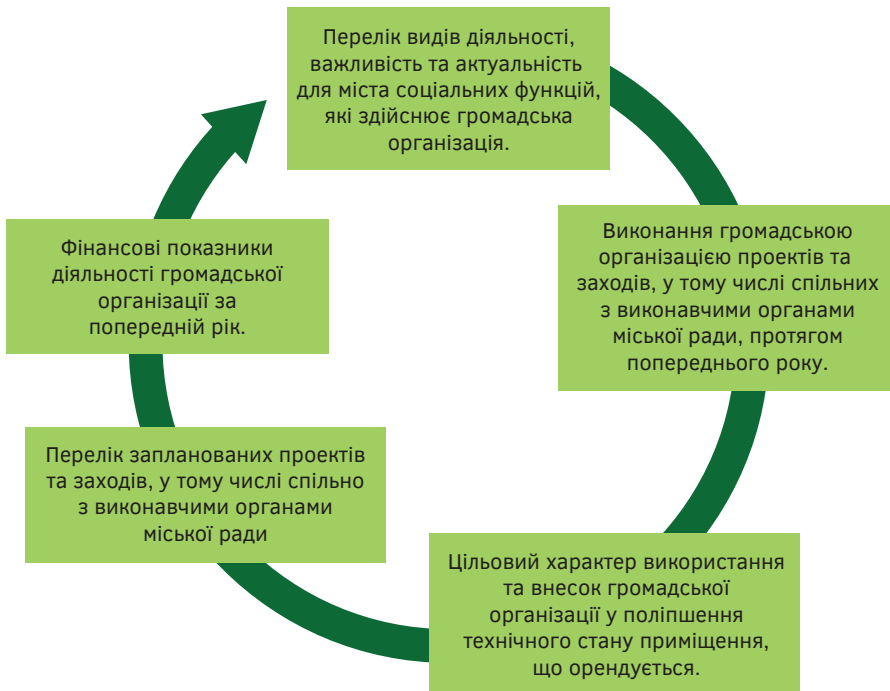 Перелік видів діяльності,
важливість та актуальність
для міста соціальних функцій,
які здійснює громадська
організація.
Виконання громадською
організацією проектів та
заходів, у тому числі спільних
з виконавчими органами
міської ради, протягом
попереднього року.
Цільовий характер використання
та внесок громадської
організації у поліпшення
технічного стану приміщення,
що орендується.
Перелік запланованих проектів
та заходів, у тому числі спільно
з виконавчими органами
міської ради
Фінансові показники
діяльності громадської
організації за
попередній рік.